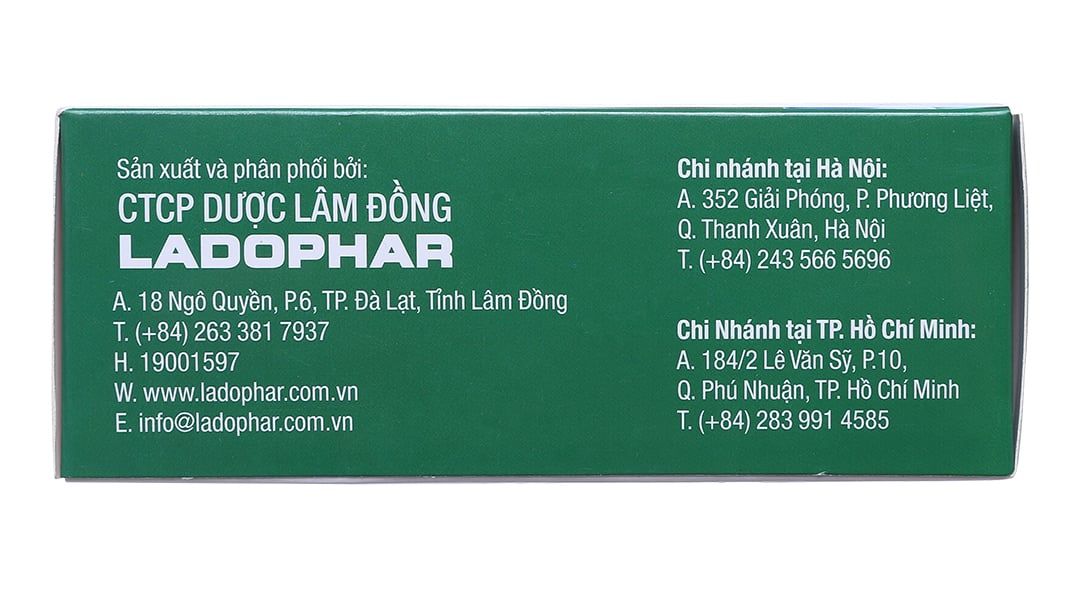 Sản xuất và phân phối bởi:
CTCP DƯỢC LÂM ĐỒNG
LADOPHAR
A. 18 Ngô Quyền, P.6, TP. Đà Lạt, Tỉnh Lâm Đồng
T. (+84) 263 381 7937
H. 19001597
W. www.ladophar.com.vn
E. info@ladophar.com.vn
Chi nhánh tại Hà Nội:
A. 352 Giải Phóng, P. Phương Liệt,
Q. Thanh Xuân, Hà Nội
T. (+84) 243 566 5696
Chi Nhánh tại TP. Hồ Chí Minh:
A. 184/2 Lê Văn Sỹ, P.10,
Q. Phú Nhuận, TP. Hồ Chí Minh
T. (+84) 283 991 4585